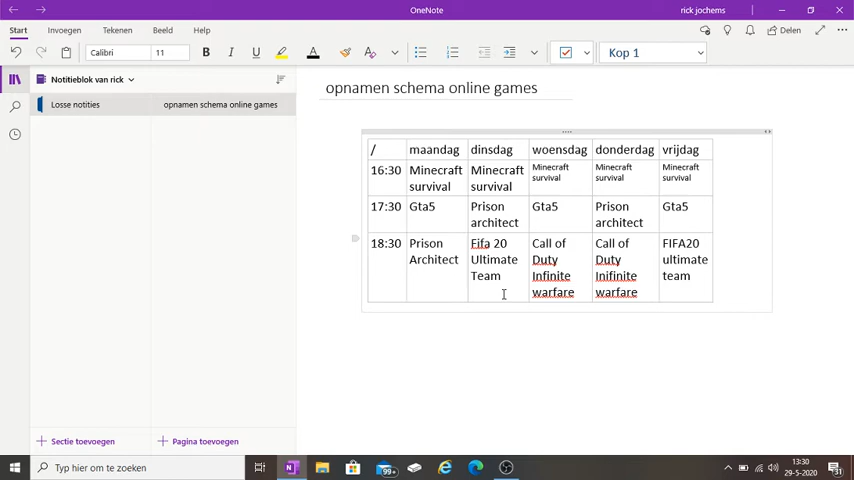 OneNote
rick jochems
Start Invoegen Tekenen Beeld Help
Delen
Calibri 11 B I U A A Kop 1
Notitieblok van rick
Losse notities
opnamen schema online games
opnamen schema online games
/ maandag dinsdag woensdag donderdag vrijdag
16:30 Minecraft Minecraft Minecraft Minecraft Minecraft
survival survival survival survival survival
17:30 Gta5 Prison Gta5 Prison Gta5
architect architect
18:30 Prison Fifa 20 Call of Call of FIFA20
Architect Ultimate Duty Duty ultimate
Team Infinite Inifinite team
warfare warfare
+ Sectie toevoegen + Pagina toevoegen
Typ hier om te zoeken
99+
13:30
29-5-2020
31